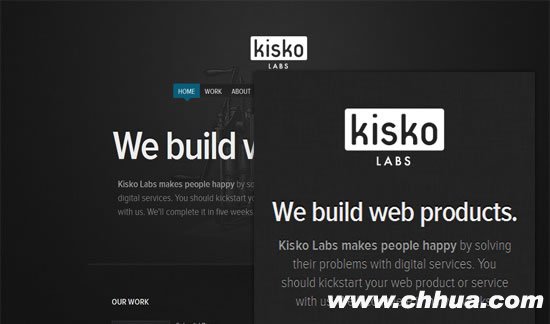 kisko
LABS
HOME WORK ABOUT
We build w
Kisko Labs makes people happy by so
digital services. You should kickstart yo
with us. We'll complete it in five weeks
OUR WORK
kisko
LABS
We build web products.
Kisko Labs makes people happy by solving
their problems with digital services. You
should kickstart your web product or service
with us
www.chhua.com